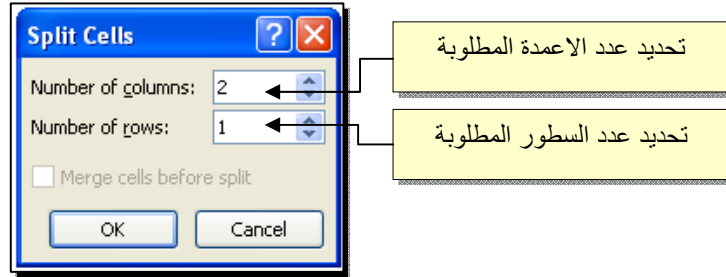 Split Cells
تحديد عدد الاعمدة المطلوبة
Number of columns: 2
Number of rows: 1
تحديد عدد السطور المطلوبة
Merge cells before split
OK Cancel